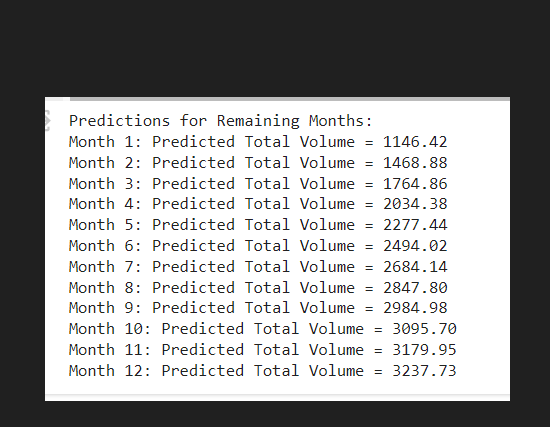 Predictions for Remaining Months:
Month 1: Predicted Total Volume = 1146.42
Month 2: Predicted Total Volume = 1468.88
Month 3: Predicted Total Volume = 1764.86
Month 4: Predicted Total Volume = 2034.38
Month 5: Predicted Total Volume = 2277.44
Month 6: Predicted Total Volume = 2494.02
Month 7: Predicted Total Volume = 2684.14
Month 8: Predicted Total Volume = 2847.80
Month 9: Predicted Total Volume = 2984.98
Month 10: Predicted Total Volume = 3095.70
Month 11: Predicted Total Volume = 3179.95
Month 12: Predicted Total Volume = 3237.73